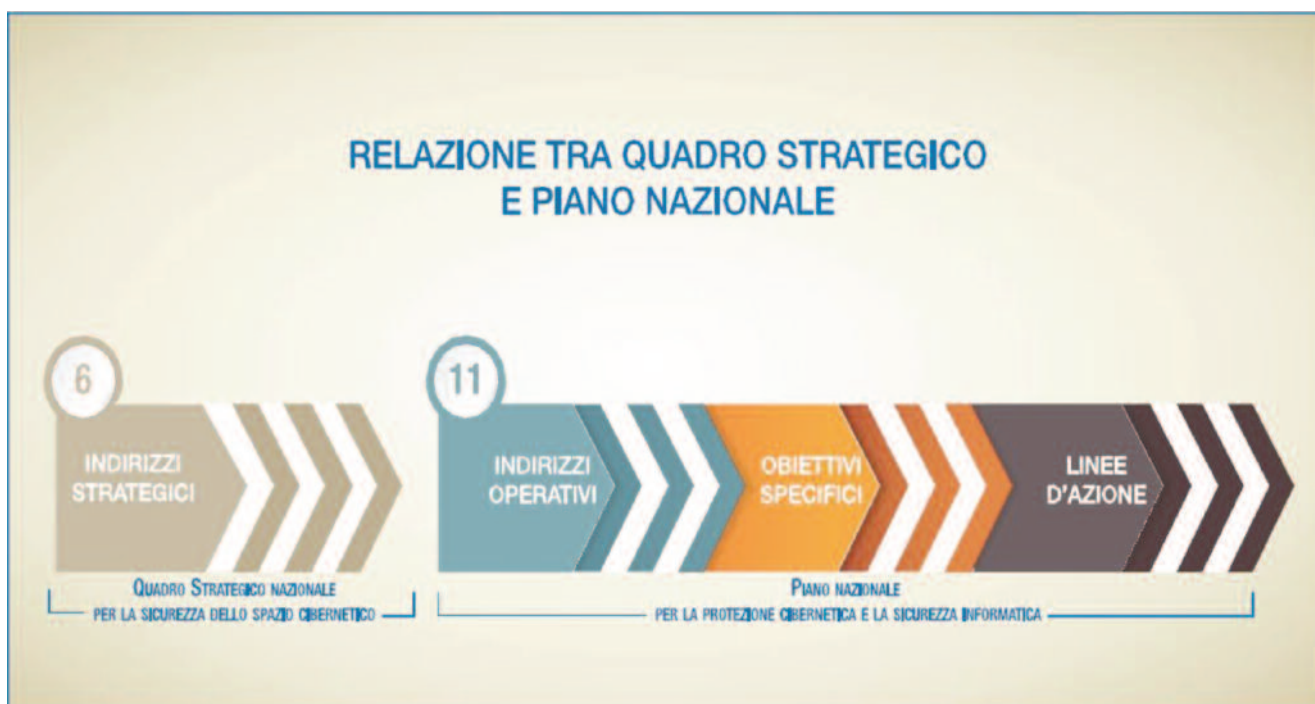 RELAZIONE TRA QUADRO STRATEGICO
E PIANO NAZIONALE
6
INDIRIZZI
STRATEGICI
QUADRO STRATEGICO NAZIONALE
PER LA SICUREZZA DELLO SPAZIO CIBERNETICO
11
INDIRIZZI
OPERATIVI
OBIETTIVI
SPECIFICI
LINEE
D'AZIONE
PIANO NAZIONALE
PER LA PROTEZIONE CIBERNETICA E LA SICUREZZA INFORMATICA